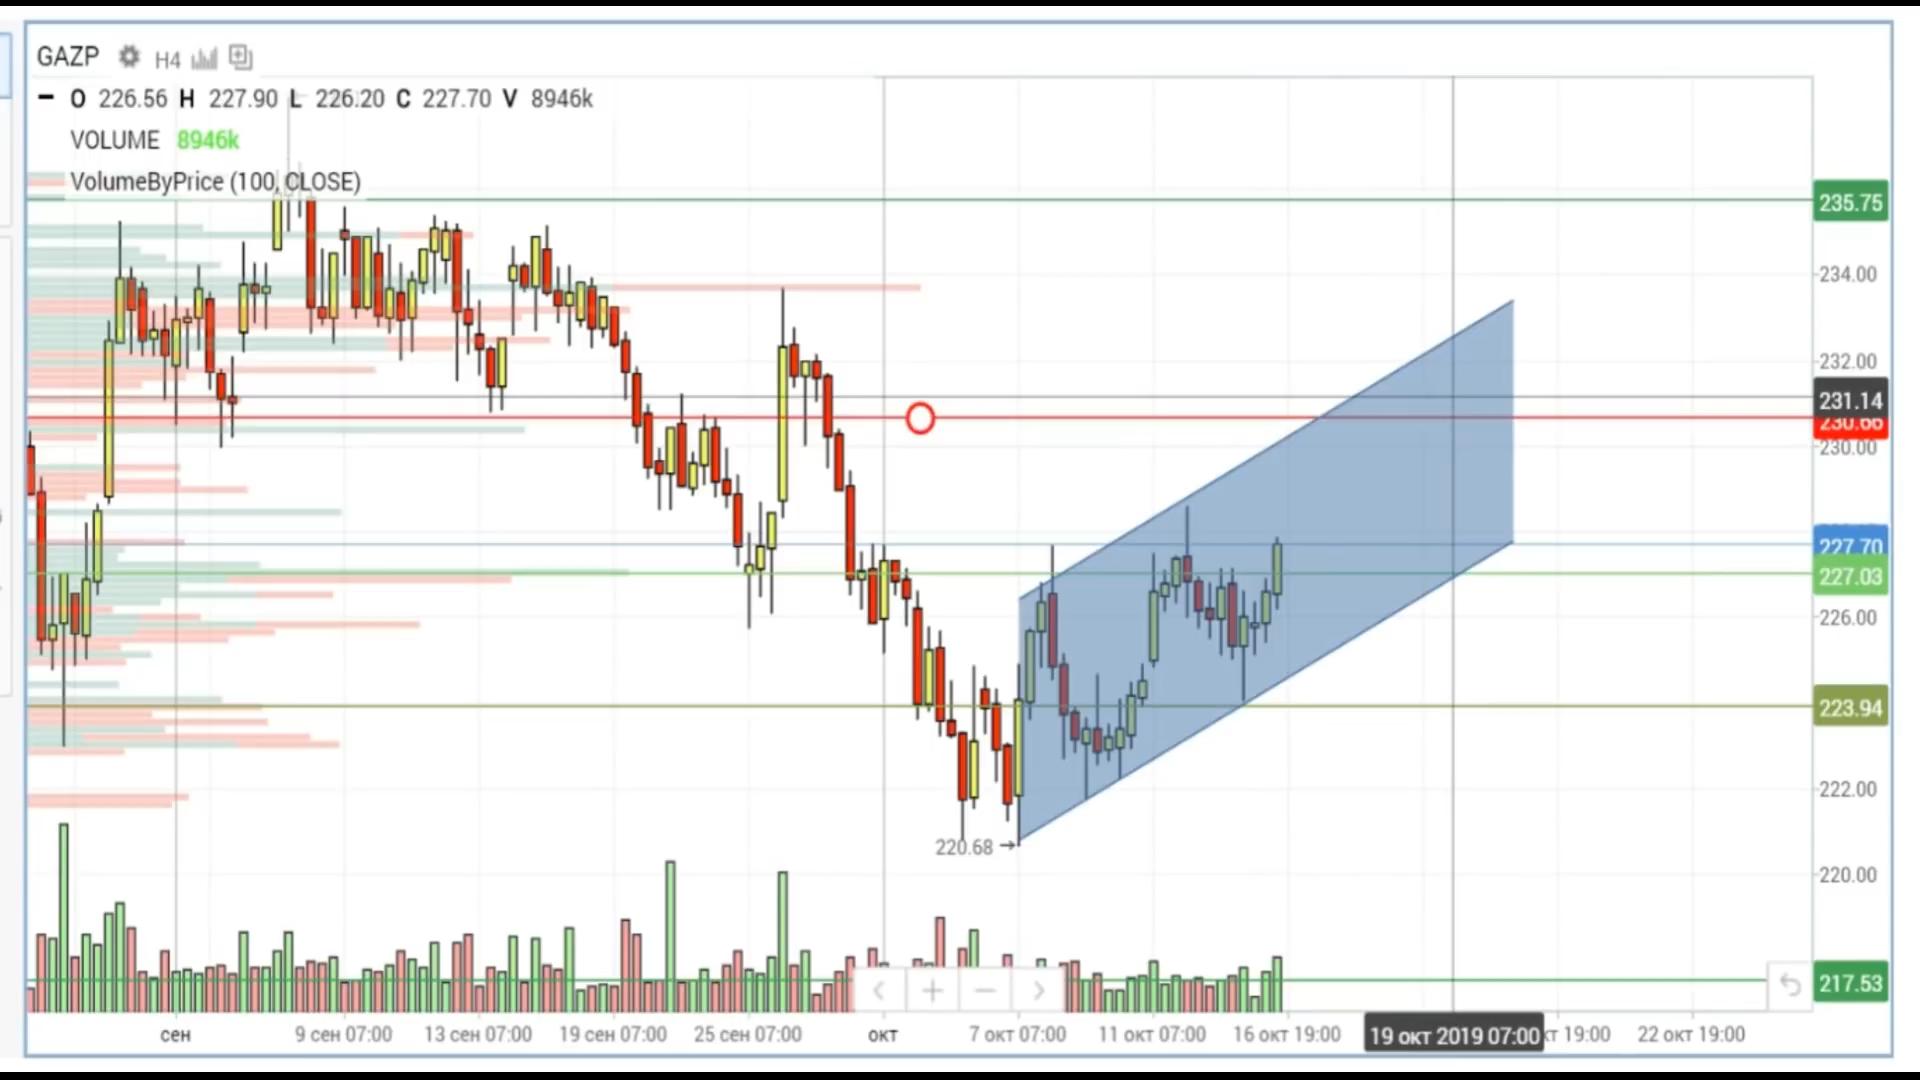 GAZP H4
O 226.56 H 227.90 L 226.20 C 227.70 V 8946k
VOLUME 8946k
VolumeByPrice (100, CLOSE)
235.75
234.00
232.00
231.14
230.66
230.00
227.70
227.03
226.00
223.94
222.00
220.68
220.00
217.53
сен 9 сен 07:00 13 сен 07:00 19 сен 07:00 25 сен 07:00 окт 7 окт 07:00 11 окт 07:00 16 окт 19:00 19 окт 2019 07:00 кт 19:00 22 окт 19:00